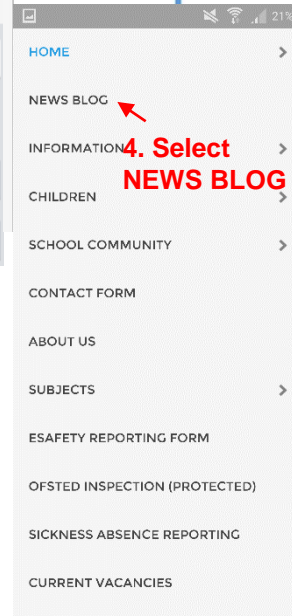 21%
HOME
NEWS BLOG
INFORMATION
4. Select
NEWS BLOG
CHILDREN
SCHOOL COMMUNITY
CONTACT FORM
ABOUT US
SUBJECTS
ESAFETY REPORTING FORM
OFSTED INSPECTION (PROTECTED)
SICKNESS ABSENCE REPORTING
CURRENT VACANCIES